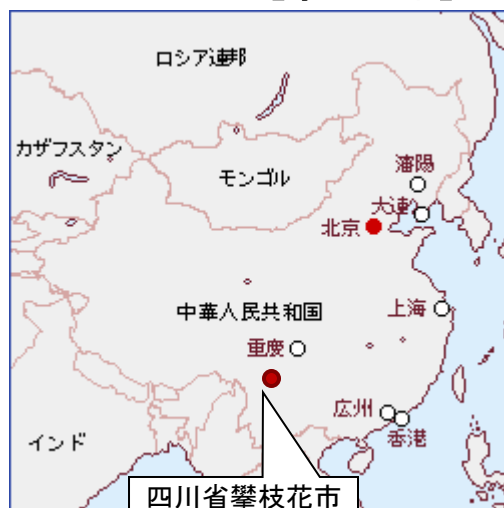 ロシア連邦
カザフスタン
モンゴル
瀋陽
大連
北京
中華人民共和国
上海
重慶
広州
香港
インド
四川省攀枝花市